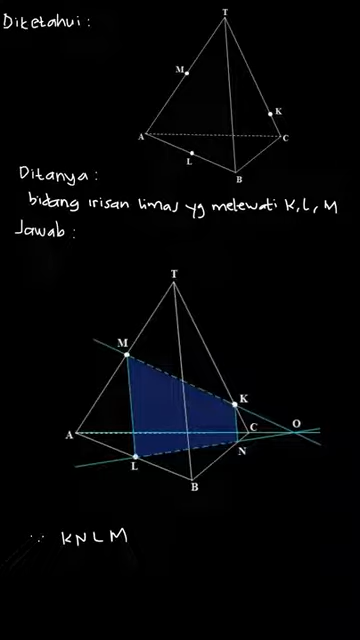 Diketahui :
T
M
K
A
C
L
B
Ditanya :
bidang irisan limas yg melewati K, L, M
Jawab :
T
M
K
A
C
O
N
L
B
∴ KNLM